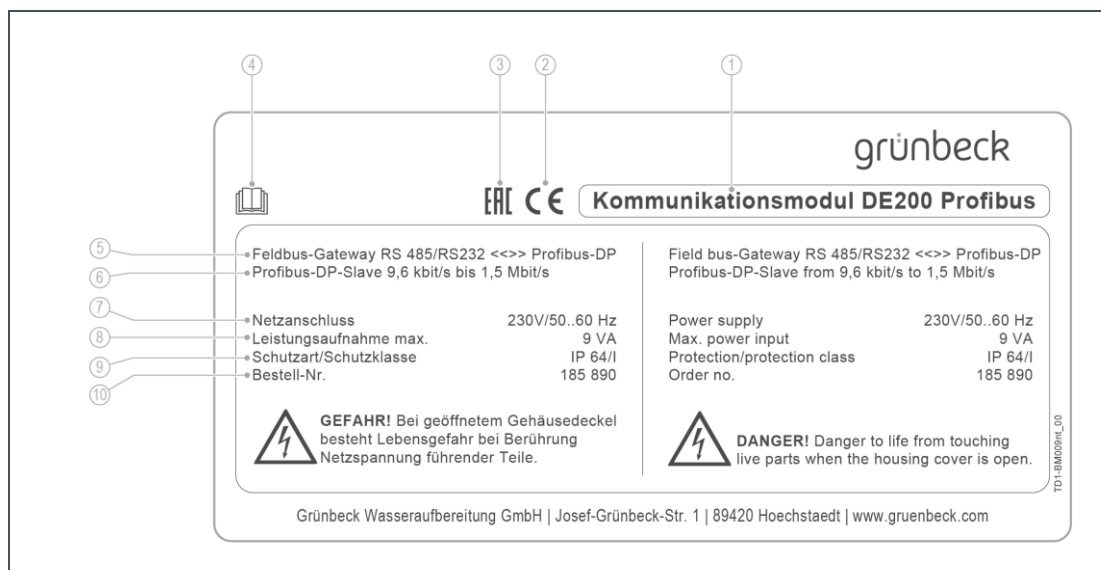 ④ ③ ② ①
grünbeck
EAC CE Kommunikationsmodul DE200 Profibus
⑤ Feldbus-Gateway RS 485/RS232 <<>> Profibus-DP
⑥ Profibus-DP-Slave 9,6 kbit/s bis 1,5 Mbit/s
⑦ Netzanschluss 230V/50..60 Hz
⑧ Leistungsaufnahme max. 9 VA
⑨ Schutzart/Schutzklasse IP 64/I
⑩ Bestell-Nr. 185 890
GEFAHR! Bei geöffnetem Gehäusedeckel
besteht Lebensgefahr bei Berührung
Netzspannung führender Teile.
Field bus-Gateway RS 485/RS232 <<>> Profibus-DP
Profibus-DP-Slave from 9,6 kbit/s to 1,5 Mbit/s
Power supply 230V/50..60 Hz
Max. power input 9 VA
Protection/protection class IP 64/I
Order no. 185 890
DANGER! Danger to life from touching
live parts when the housing cover is open.
TD1-BM009nt_00
Grünbeck Wasseraufbereitung GmbH | Josef-Grünbeck-Str. 1 | 89420 Hoechstaedt | www.gruenbeck.com